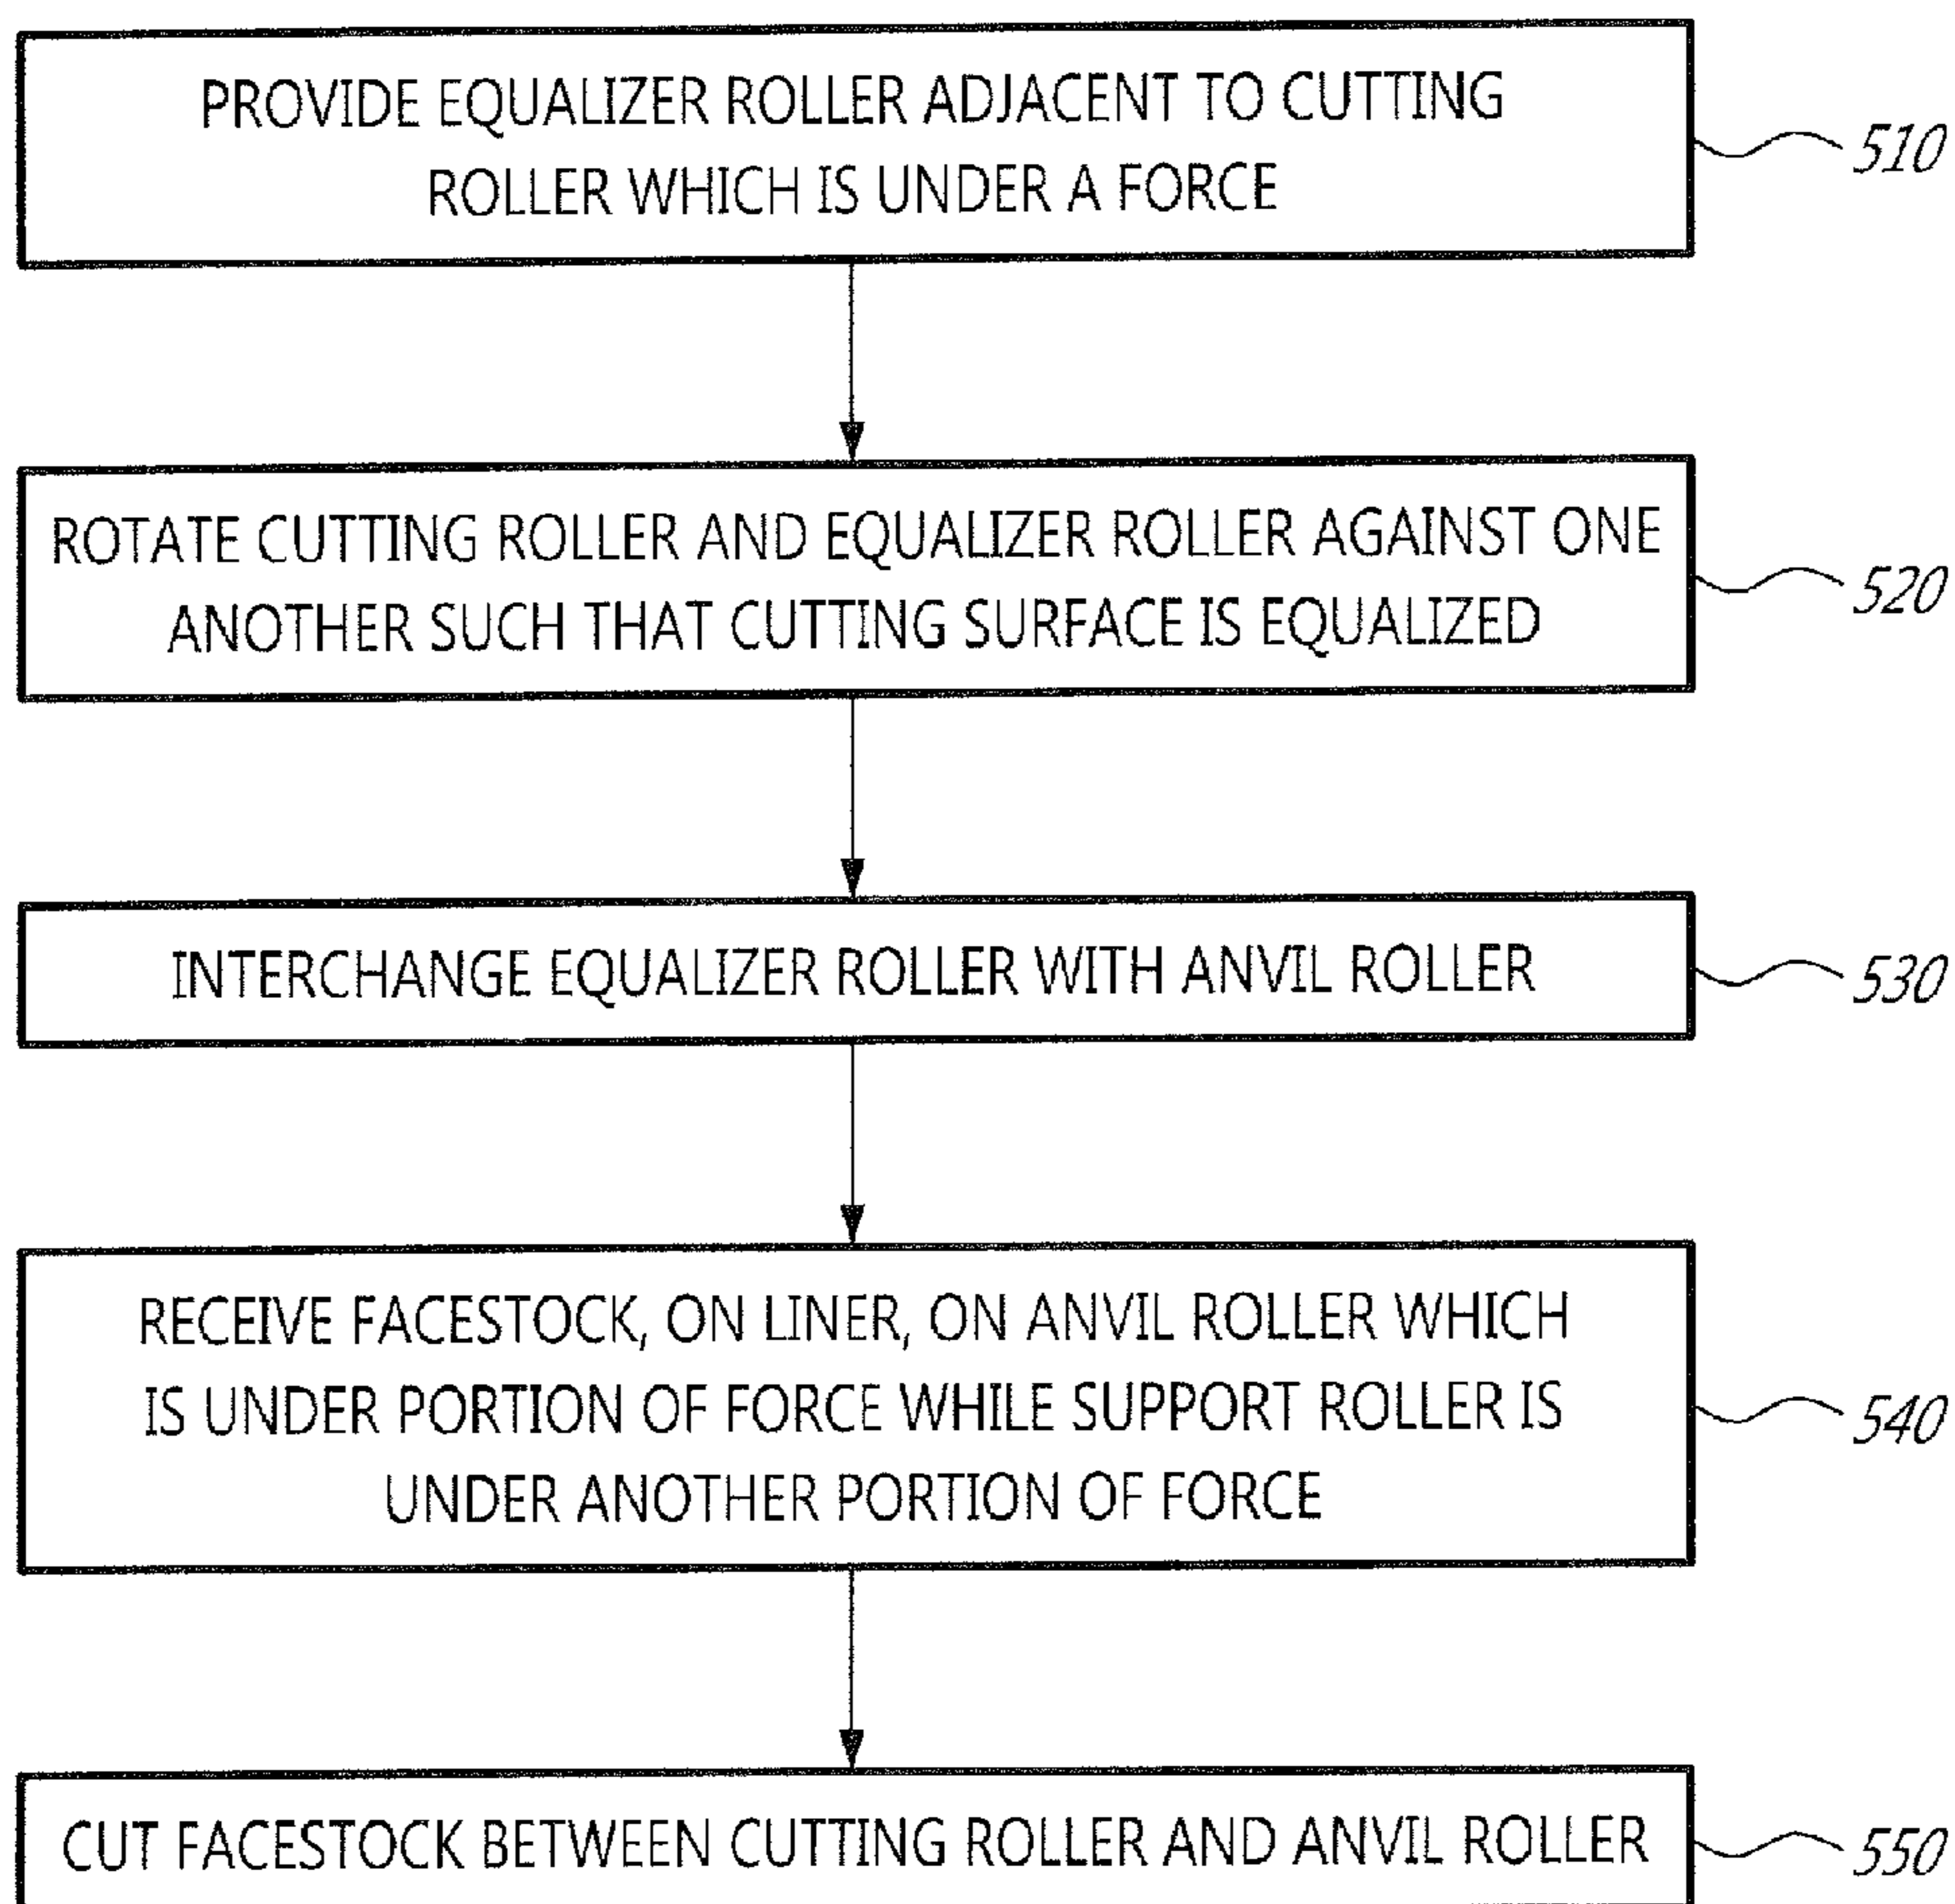 PROVIDE EQUALIZER ROLLER ADJACENT TO CUTTING
ROLLER WHICH IS UNDER A FORCE
510
ROTATE CUTTING ROLLER AND EQUALIZER ROLLER AGAINST ONE
ANOTHER SUCH THAT CUTTING SURFACE IS EQUALIZED
520
INTERCHANGE EQUALIZER ROLLER WITH ANVIL ROLLER
530
RECEIVE FACESTOCK, ON LINER, ON ANVIL ROLLER WHICH
IS UNDER PORTION OF FORCE WHILE SUPPORT ROLLER IS
UNDER ANOTHER PORTION OF FORCE
540
CUT FACESTOCK BETWEEN CUTTING ROLLER AND ANVIL ROLLER
550